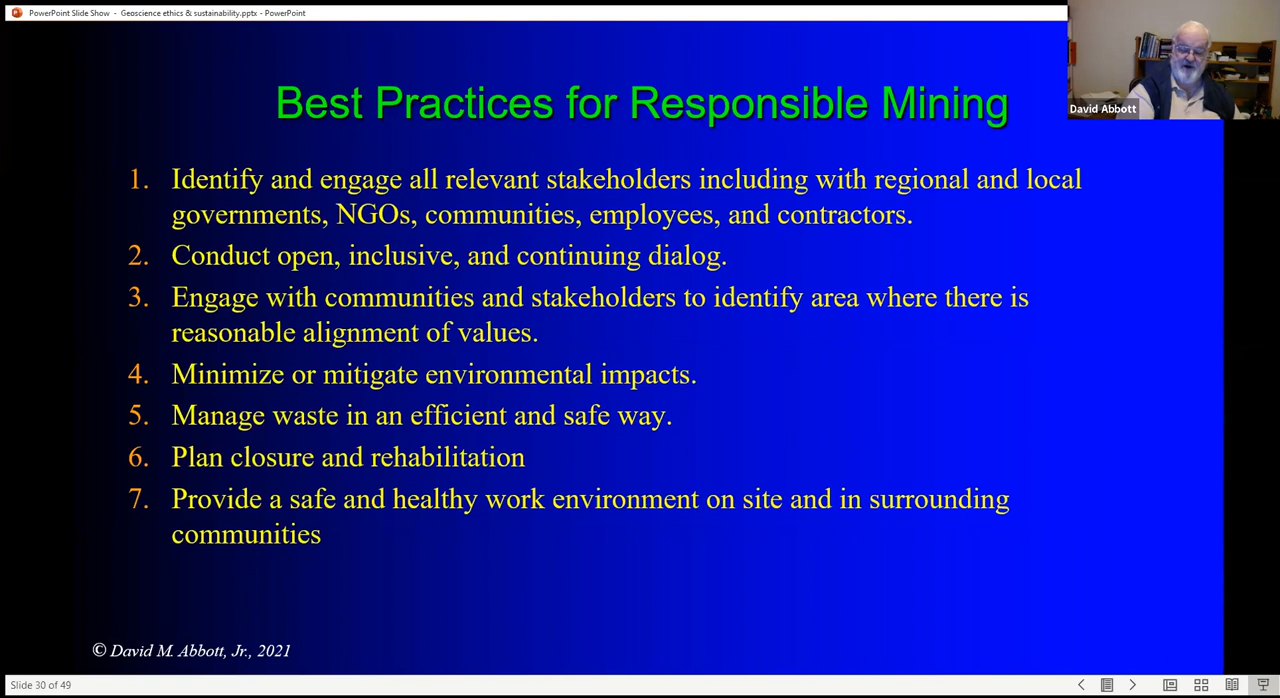 PowerPoint Slide Show - Geoscience ethics & sustainability.pptx - PowerPoint
David Abbott
Best Practices for Responsible Mining
1. Identify and engage all relevant stakeholders including with regional and local
governments, NGOs, communities, employees, and contractors.
2. Conduct open, inclusive, and continuing dialog.
3. Engage with communities and stakeholders to identify area where there is
reasonable alignment of values.
4. Minimize or mitigate environmental impacts.
5. Manage waste in an efficient and safe way.
6. Plan closure and rehabilitation
7. Provide a safe and healthy work environment on site and in surrounding
communities
© David M. Abbott, Jr., 2021
Slide 30 of 49